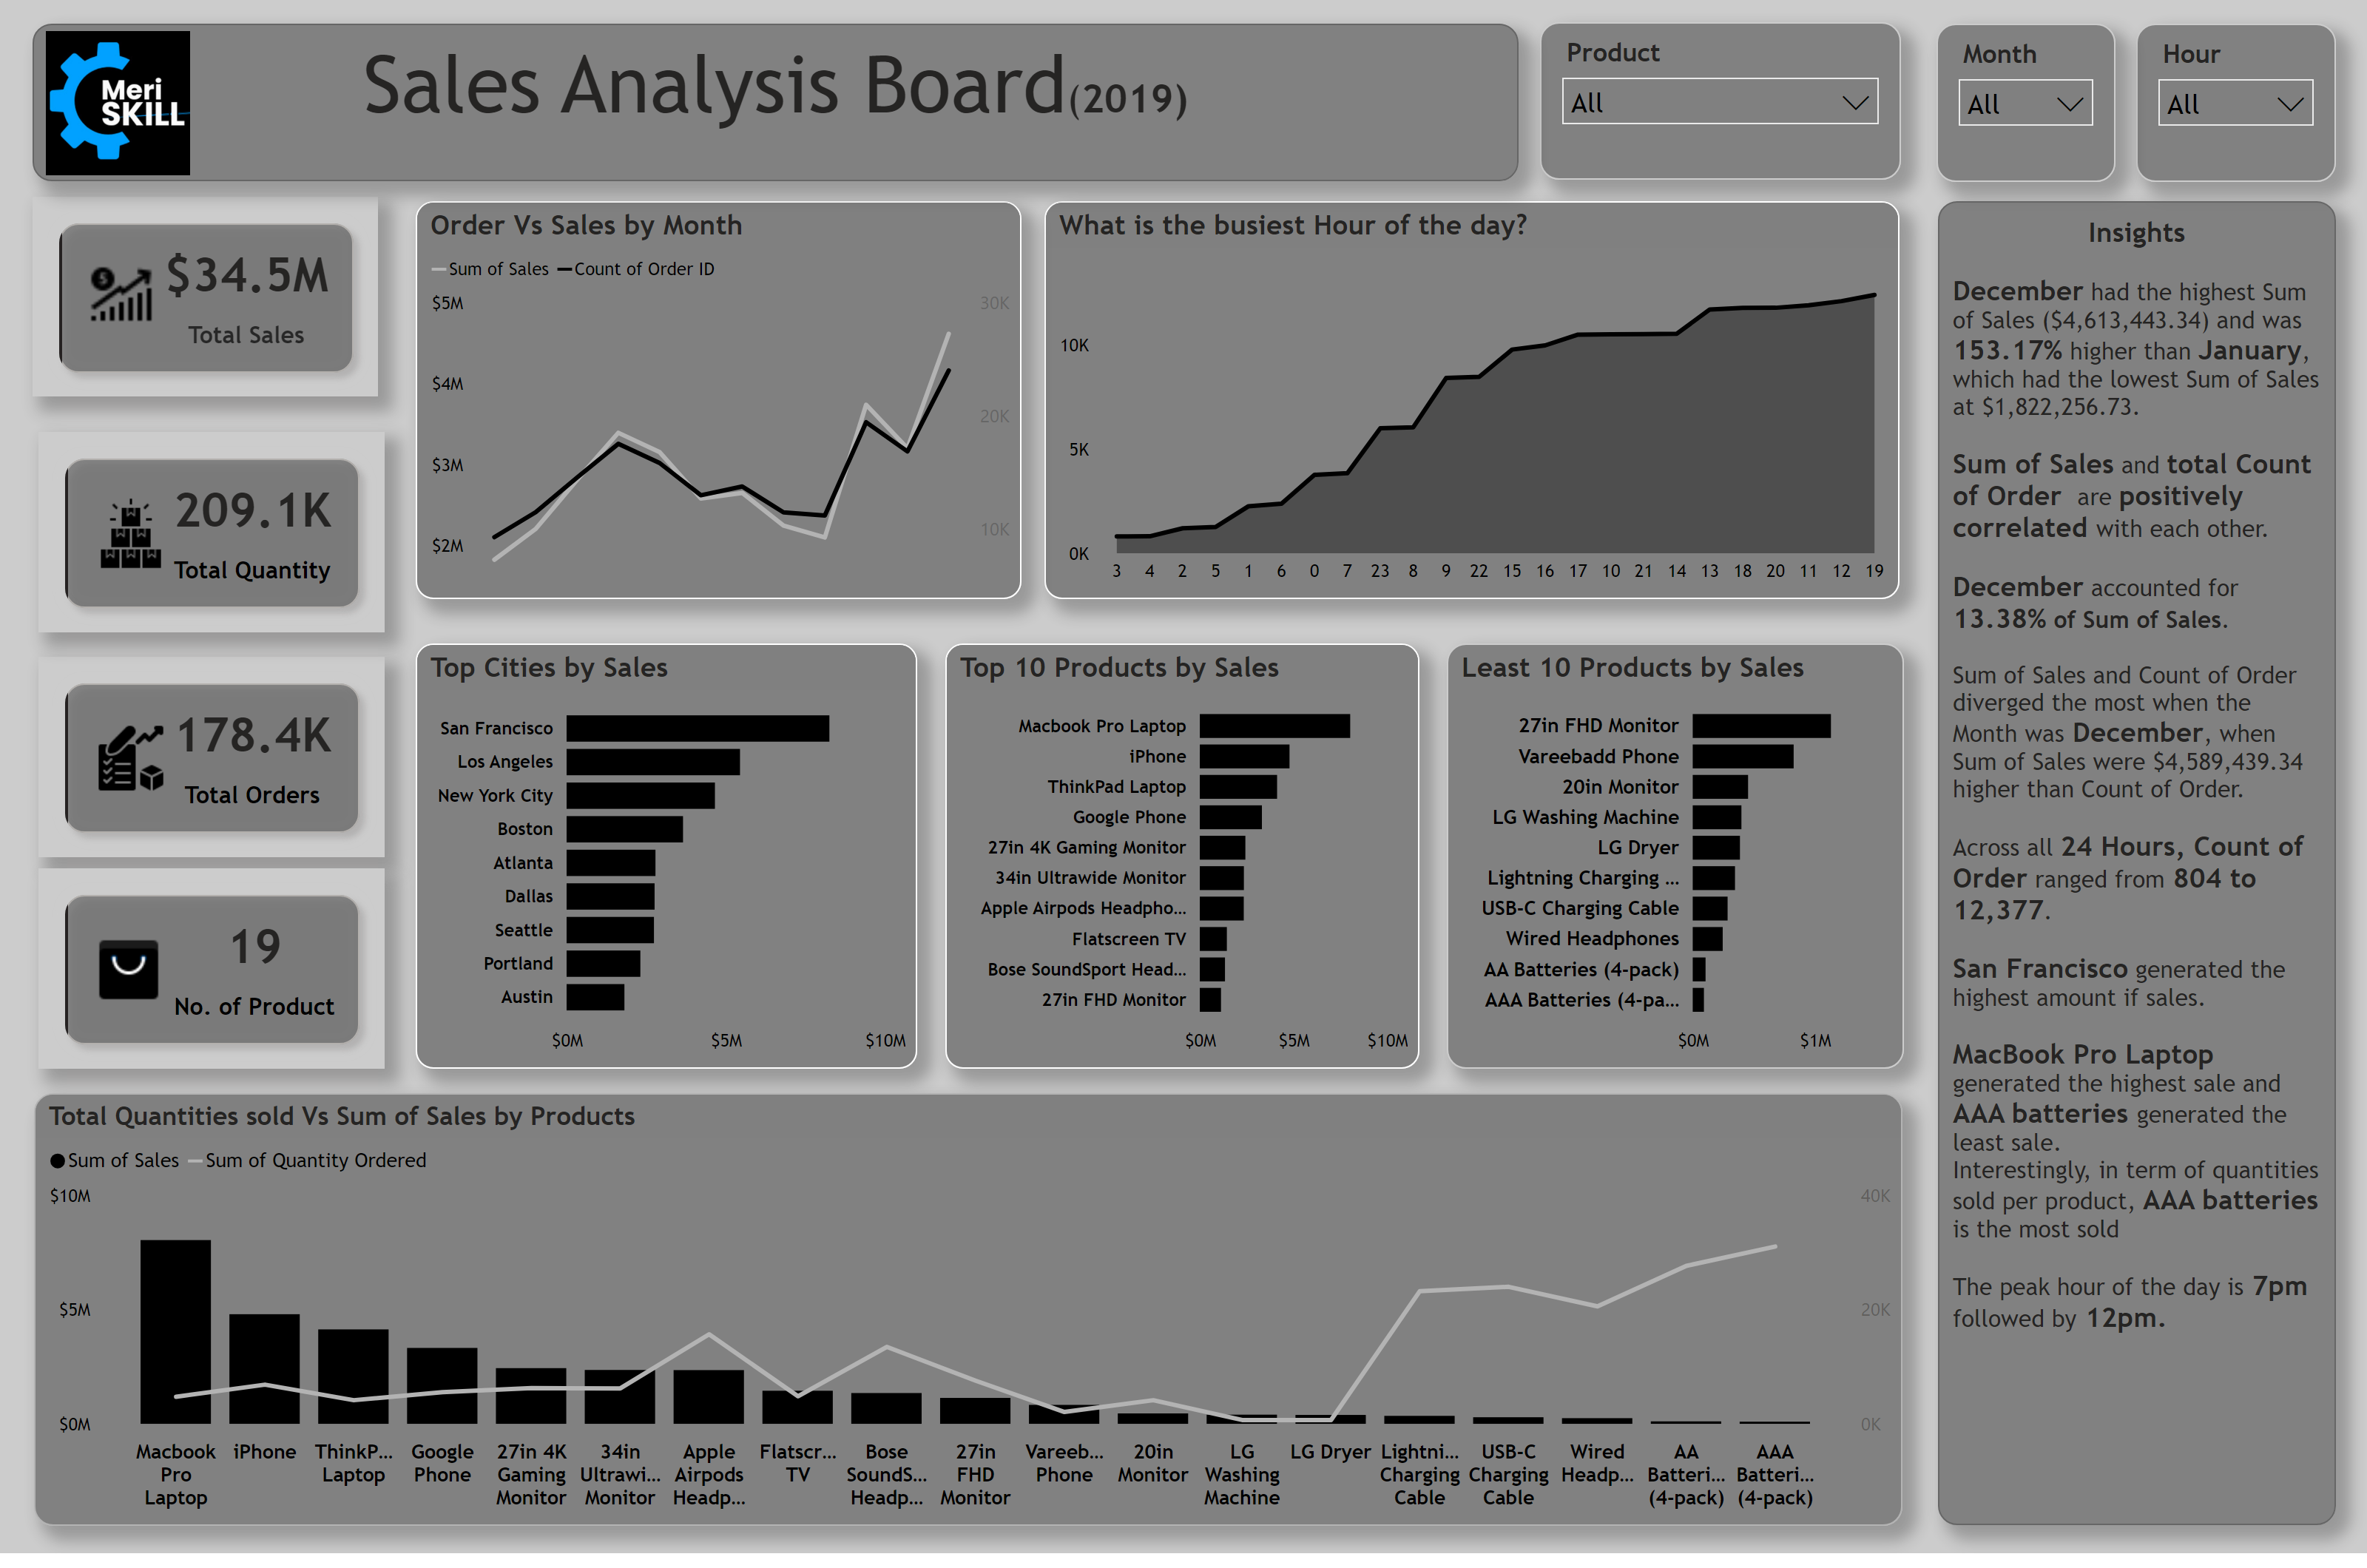 Meri
SKILL
Sales Analysis Board(2019)
Product
All
Month
All
Hour
All
$34.5M
Total Sales
209.1K
Total Quantity
178.4K
Total Orders
19
No. of Product
Order Vs Sales by Month
Sum of Sales Count of Order ID
$5M
$4M
$3M
$2M
30K
20K
10K
What is the busiest Hour of the day?
10K
5K
0K
3 4 2 5 1 6 0 7 23 8 9 22 15 16 17 10 21 14 13 18 20 11 12 19
Top Cities by Sales
San Francisco
Los Angeles
New York City
Boston
Atlanta
Dallas
Seattle
Portland
Austin
$0M $5M $10M
Top 10 Products by Sales
Macbook Pro Laptop
iPhone
ThinkPad Laptop
Google Phone
27in 4K Gaming Monitor
34in Ultrawide Monitor
Apple Airpods Headpho...
Flatscreen TV
Bose SoundSport Head...
27in FHD Monitor
$0M $5M $10M
Least 10 Products by Sales
27in FHD Monitor
Vareebadd Phone
20in Monitor
LG Washing Machine
LG Dryer
Lightning Charging ...
USB-C Charging Cable
Wired Headphones
AA Batteries (4-pack)
AAA Batteries (4-pa...
$0M $1M
Total Quantities sold Vs Sum of Sales by Products
Sum of Sales Sum of Quantity Ordered
$10M
$5M
$0M
40K
20K
0K
Macbook
Pro
Laptop
iPhone
ThinkP...
Laptop
Google
Phone
27in 4K
Gaming
Monitor
34in
Ultrawi...
Monitor
Apple
Airpods
Headp...
Flatscr...
TV
Bose
SoundS...
Headp...
27in
FHD
Monitor
Vareeb...
Phone
20in
Monitor
LG
Washing
Machine
LG Dryer
Lightni...
Charging
Cable
USB-C
Charging
Cable
Wired
Headp...
AA
Batteri...
(4-pack)
AAA
Batteri...
(4-pack)
Insights
December had the highest Sum
of Sales ($4,613,443.34) and was
153.17% higher than January,
which had the lowest Sum of Sales
at $1,822,256.73.
Sum of Sales and total Count
of Order are positively
correlated with each other.
December accounted for
13.38% of Sum of Sales.
Sum of Sales and Count of Order
diverged the most when the
Month was December, when
Sum of Sales were $4,589,439.34
higher than Count of Order.
Across all 24 Hours, Count of
Order ranged from 804 to
12,377.
San Francisco generated the
highest amount if sales.
MacBook Pro Laptop
generated the highest sale and
AAA batteries generated the
least sale.
Interestingly, in term of quantities
sold per product, AAA batteries
is the most sold
The peak hour of the day is 7pm
followed by 12pm.